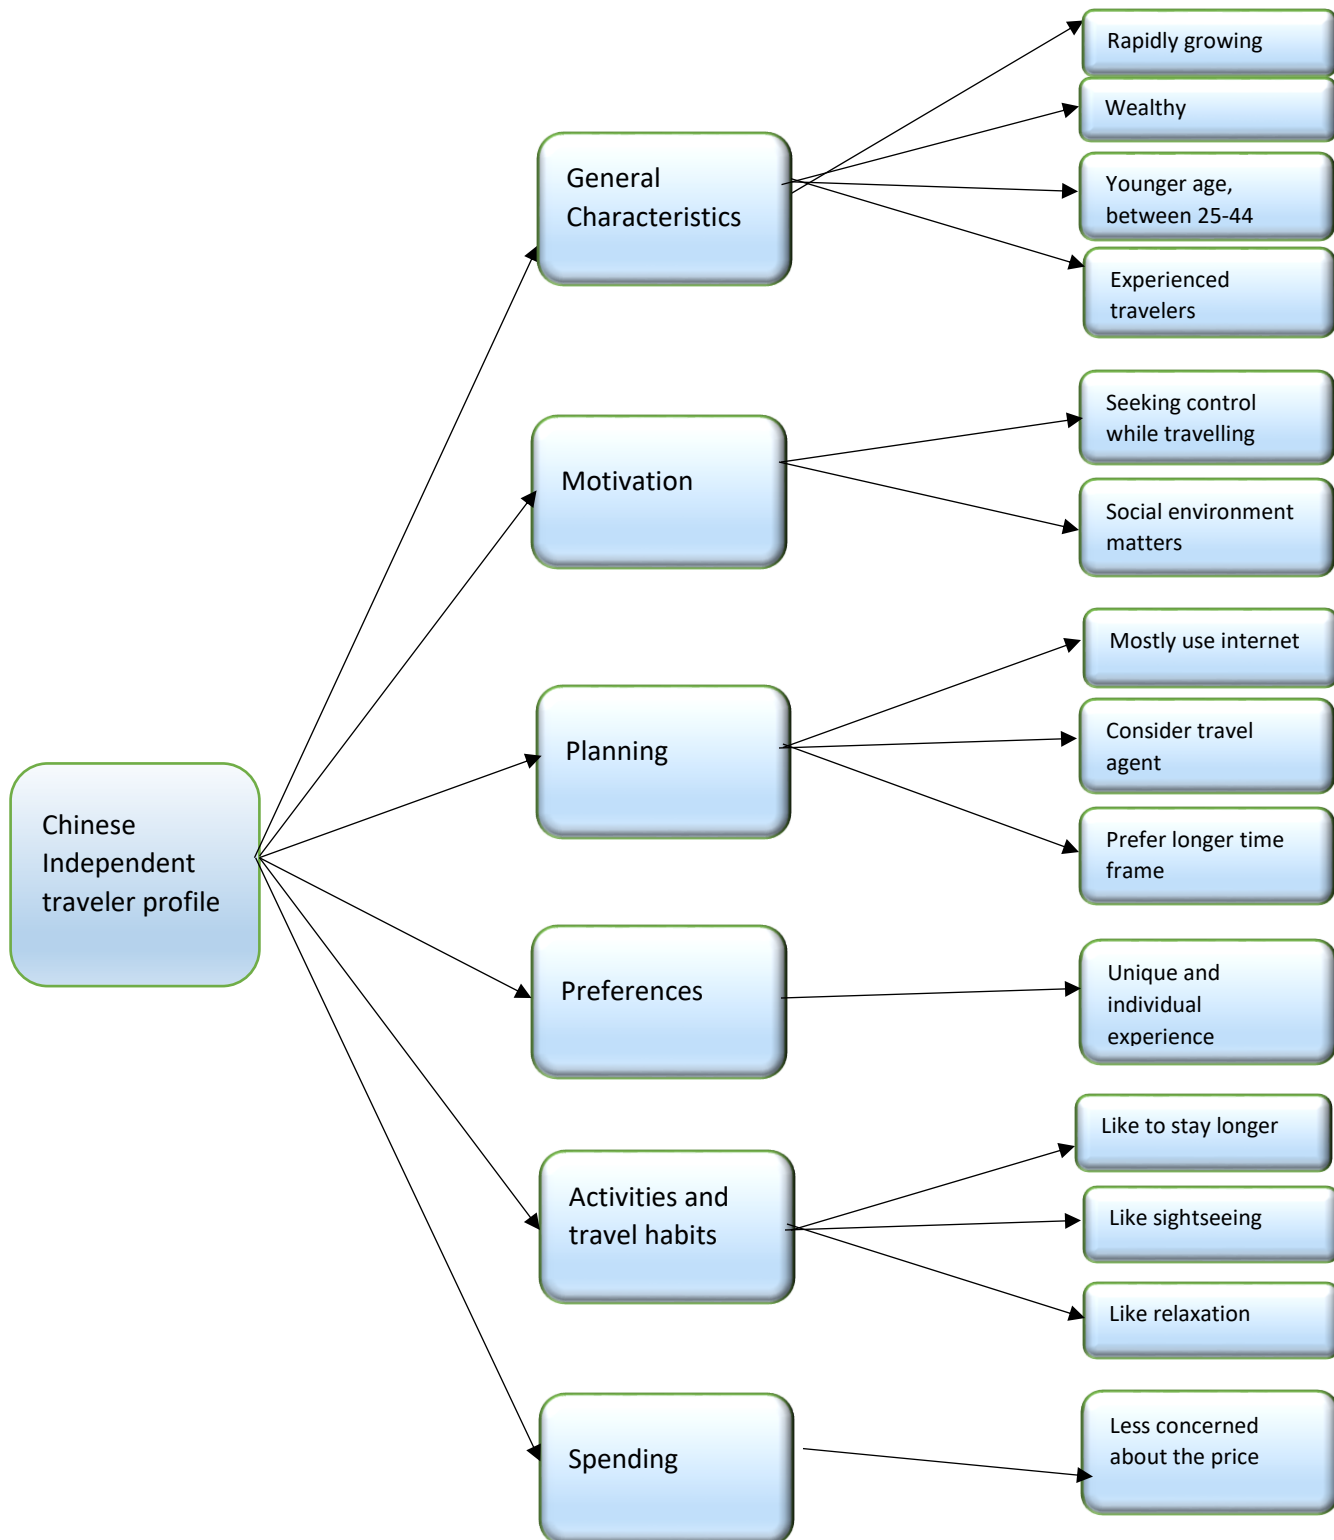 Chinese
Independent
traveler profile
General
Characteristics
Rapidly growing
Wealthy
Younger age,
between 25-44
Experienced
travelers
Motivation
Seeking control
while travelling
Social environment
matters
Planning
Mostly use internet
Consider travel
agent
Prefer longer time
frame
Preferences
Unique and
individual
experience
Activities and
travel habits
Like to stay longer
Like sightseeing
Like relaxation
Spending
Less concerned
about the price